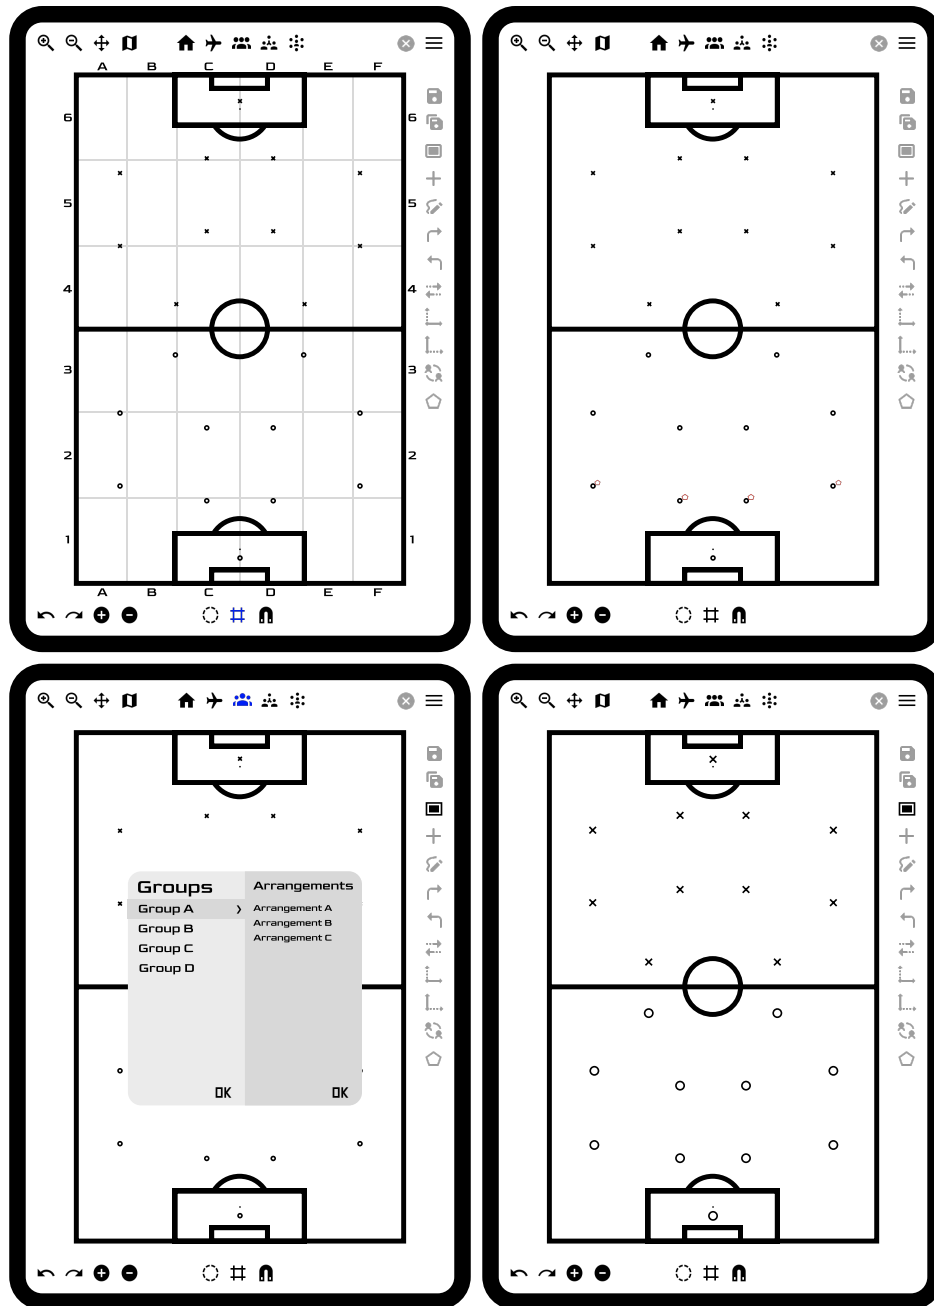 A B C D E F
6 6
5 5
4 4
3 3
2 2
1 1
A B C D E F
Groups
Group A ›
Group B
Group C
Group D
OK
Arrangements
Arrangement A
Arrangement B
Arrangement C
OK